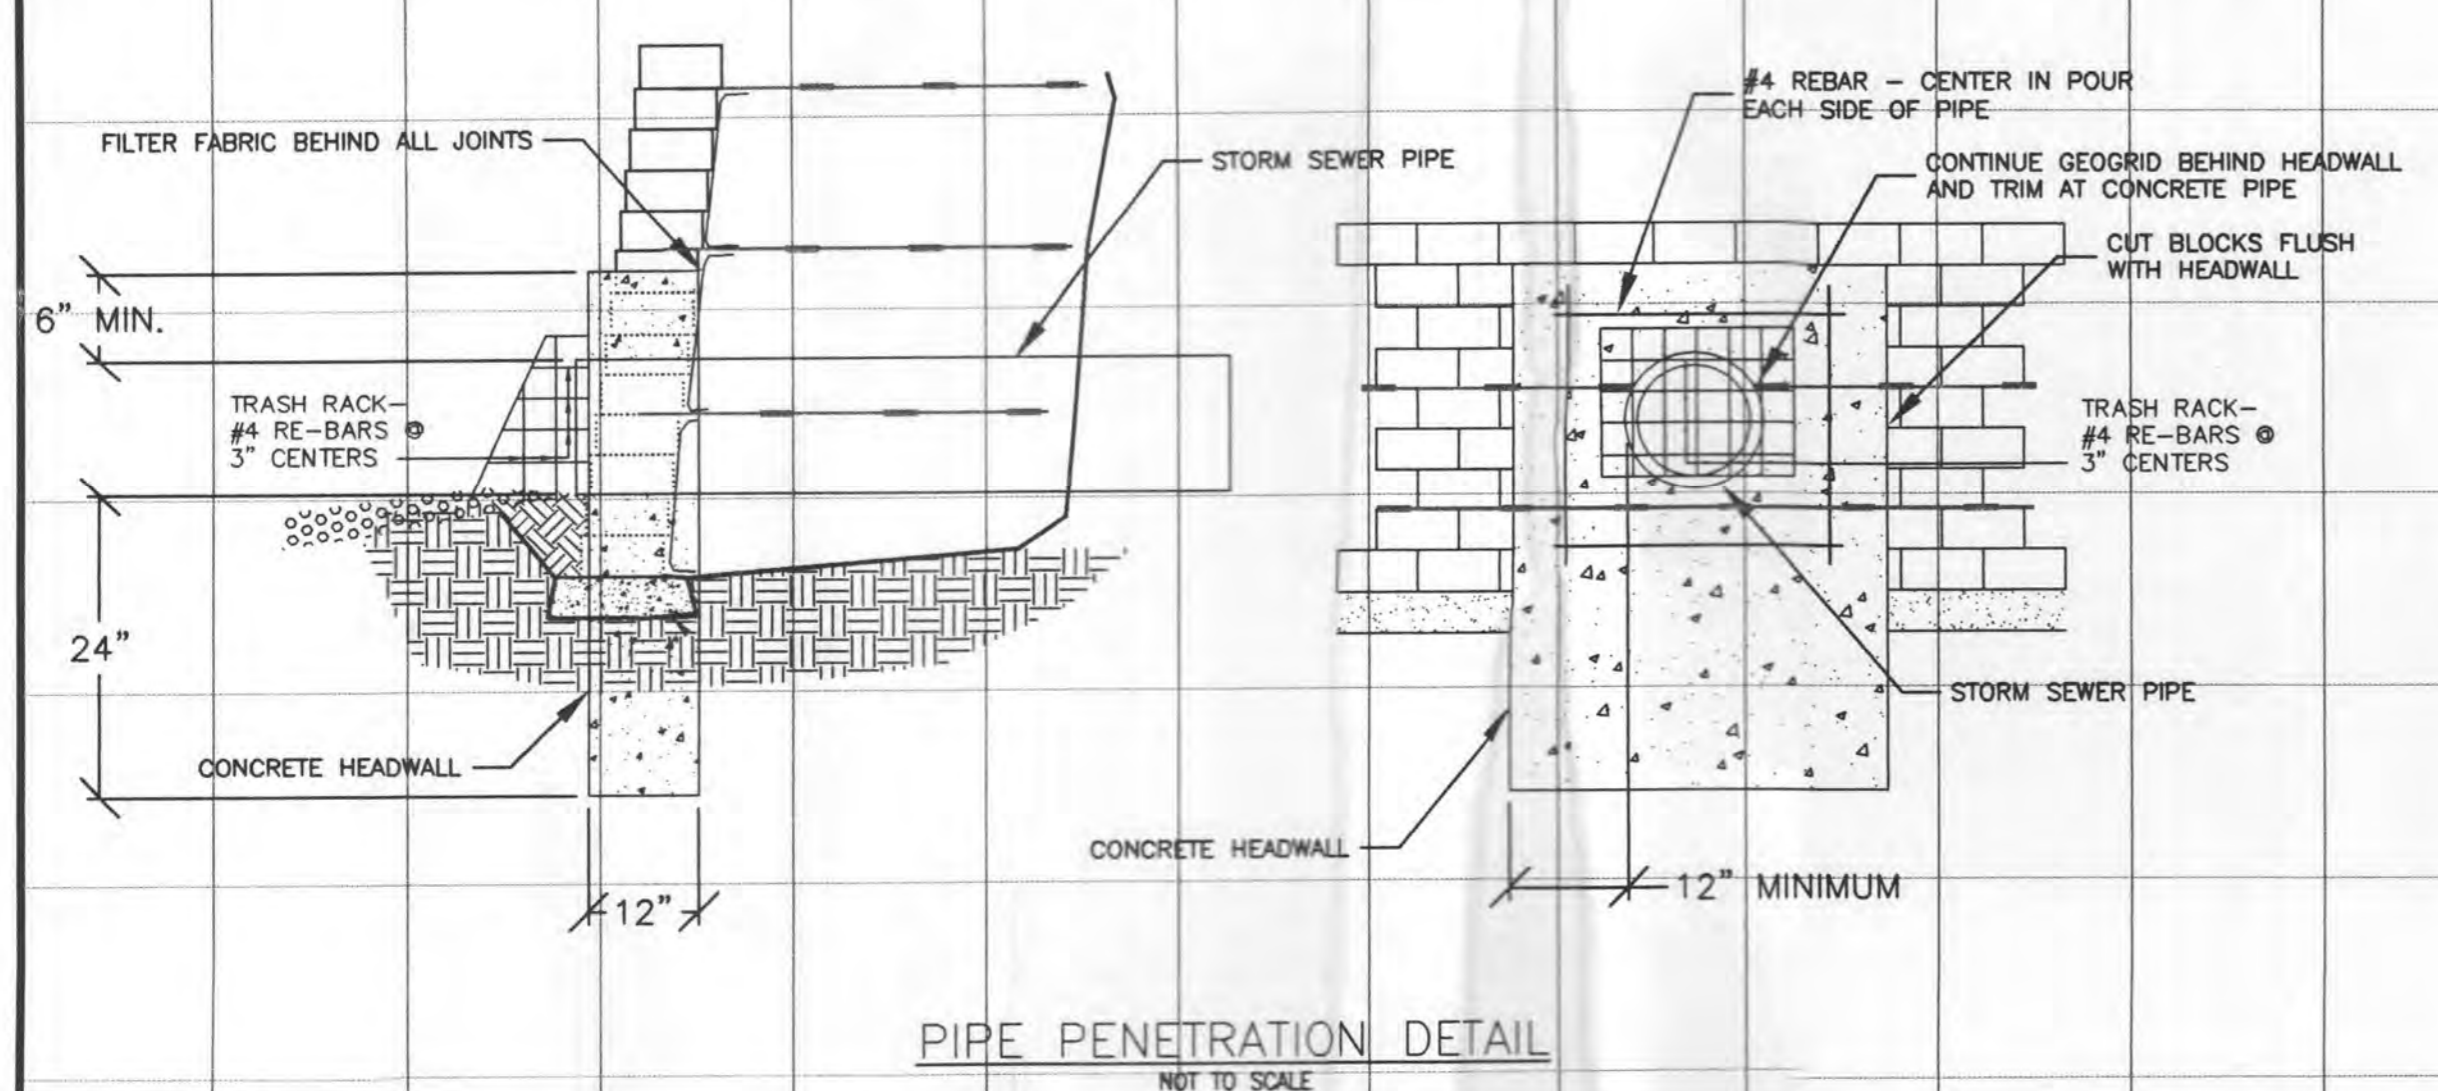 FILTER FABRIC BEHIND ALL JOINTS
STORM SEWER PIPE
6" MIN.
TRASH RACK-
#4 RE-BARS @
3" CENTERS
24"
CONCRETE HEADWALL
12"
#4 REBAR - CENTER IN POUR
EACH SIDE OF PIPE
CONTINUE GEOGRID BEHIND HEADWALL
AND TRIM AT CONCRETE PIPE
CUT BLOCKS FLUSH
WITH HEADWALL
TRASH RACK-
#4 RE-BARS @
3" CENTERS
STORM SEWER PIPE
CONCRETE HEADWALL
12" MINIMUM
PIPE PENETRATION DETAIL
NOT TO SCALE